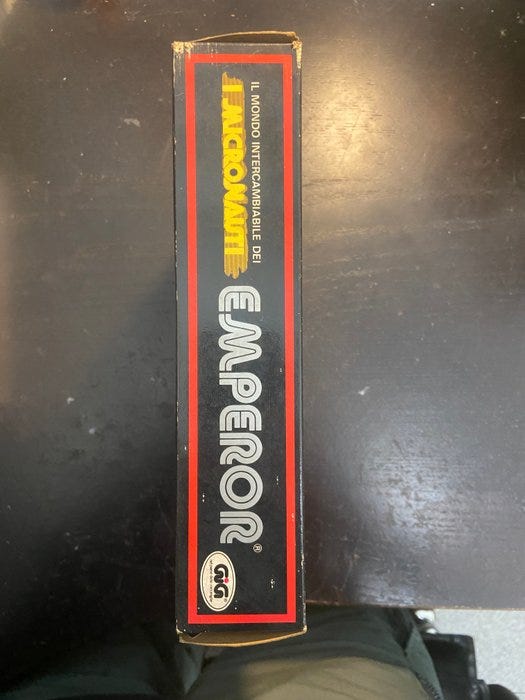 IL MONDO INTERCAMBIABILE DEI
I MICRONAUTI
EMPEROR®
GiG®